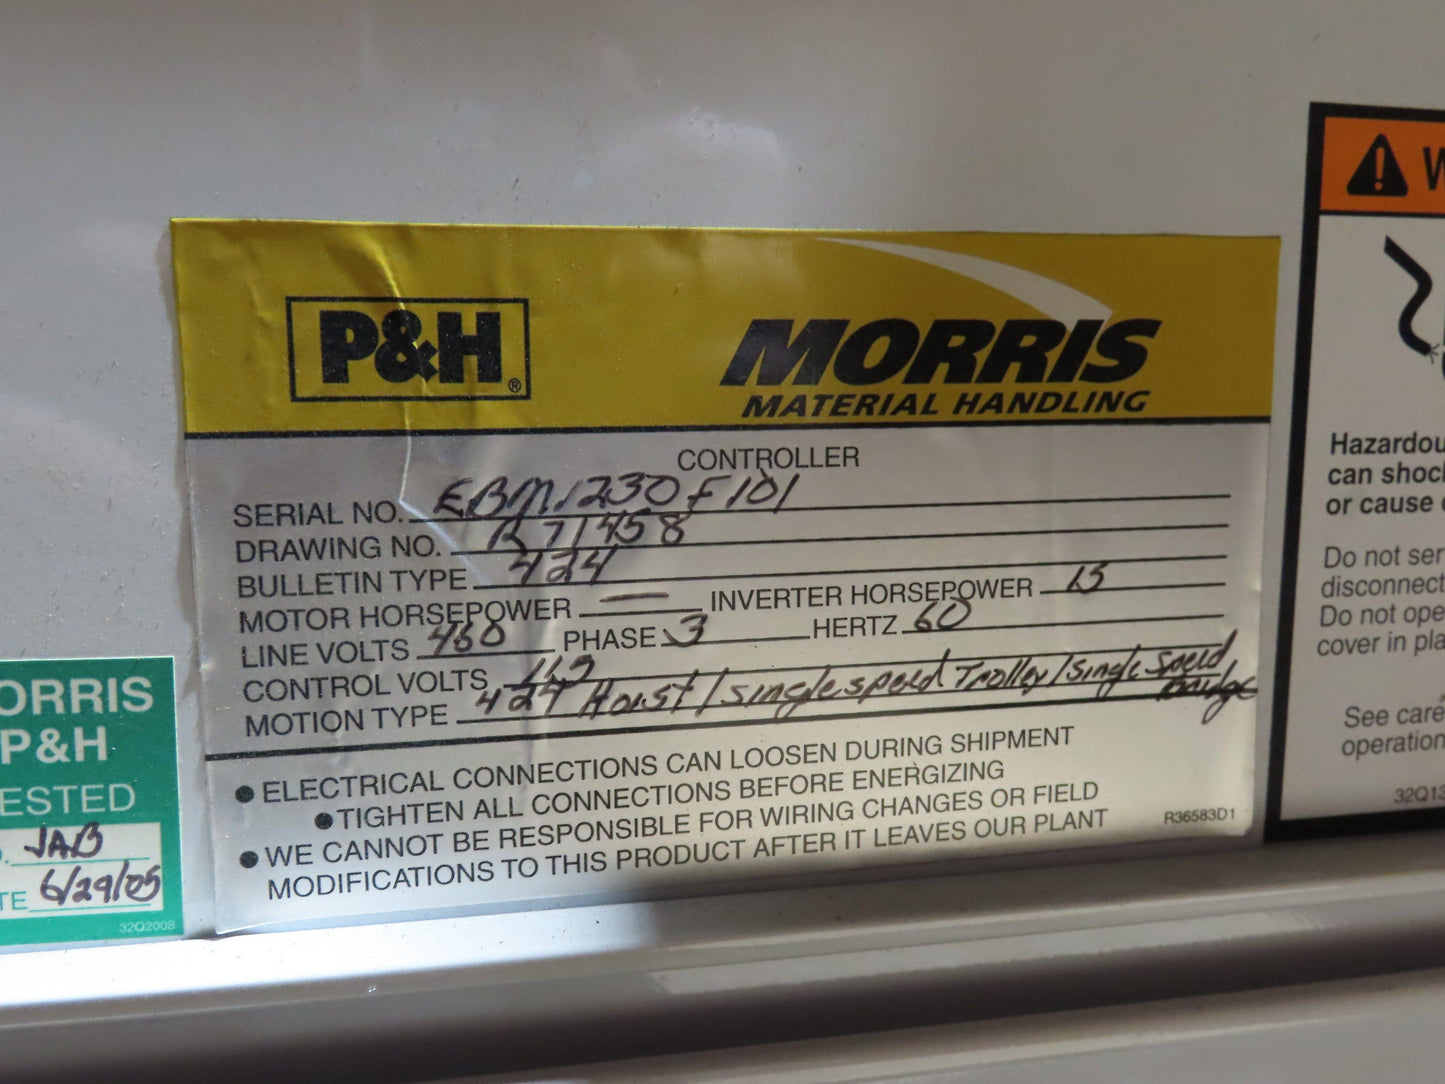 P&H®
MORRIS
MATERIAL HANDLING
CONTROLLER
SERIAL NO. EBM1230F101
DRAWING NO. R71458
BULLETIN TYPE 424
MOTOR HORSEPOWER — INVERTER HORSEPOWER 15
LINE VOLTS 460 PHASE 3 HERTZ 60
CONTROL VOLTS
MOTION TYPE 424 Hoist/single speed Trolley/single speed
Bridge
● ELECTRICAL CONNECTIONS CAN LOOSEN DURING SHIPMENT
● TIGHTEN ALL CONNECTIONS BEFORE ENERGIZING
● WE CANNOT BE RESPONSIBLE FOR WIRING CHANGES OR FIELD
MODIFICATIONS TO THIS PRODUCT AFTER IT LEAVES OUR PLANT
R36583D1
ORRIS
P&H
ESTED
. JAB
TE 6/29/05
32Q2008
W
Hazardou
can shock
or cause
Do not ser
disconnect
Do not ope
cover in pla
See care
operation
32Q13